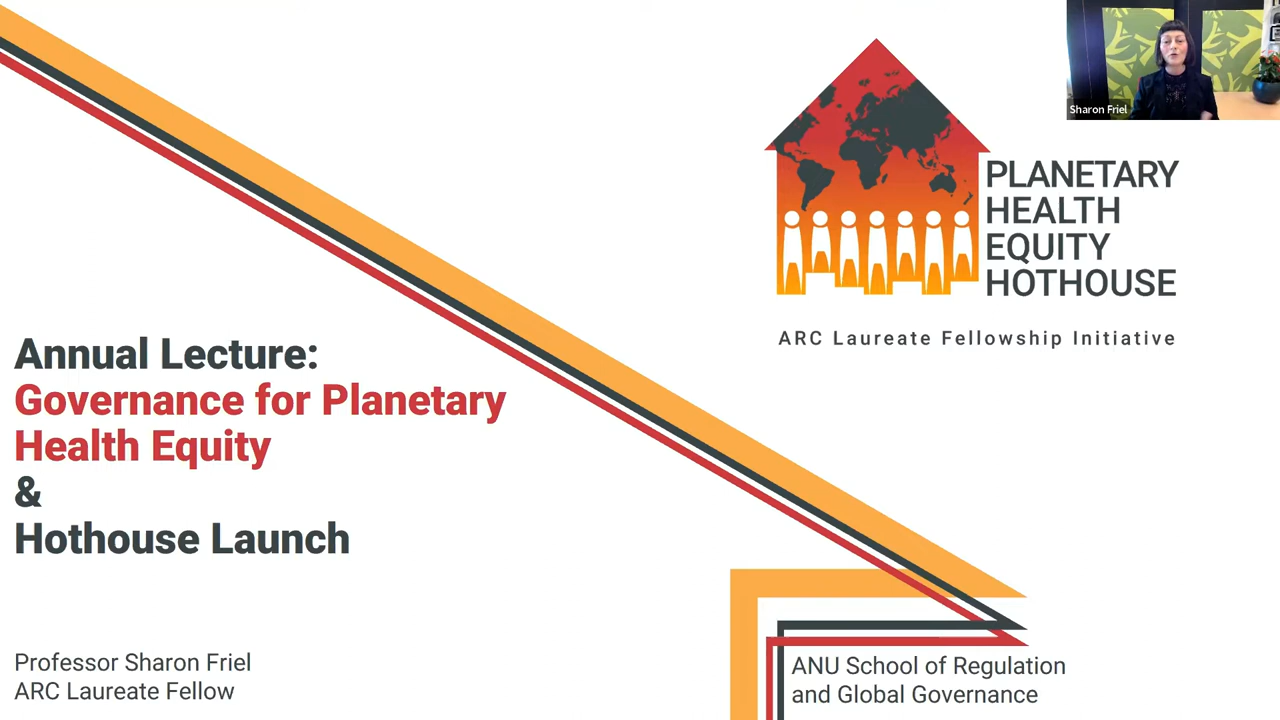 Sharon Friel
PLANETARY
HEALTH
EQUITY
HOTHOUSE
ARC Laureate Fellowship Initiative
Annual Lecture:
Governance for Planetary
Health Equity
&
Hothouse Launch
Professor Sharon Friel
ARC Laureate Fellow
ANU School of Regulation
and Global Governance